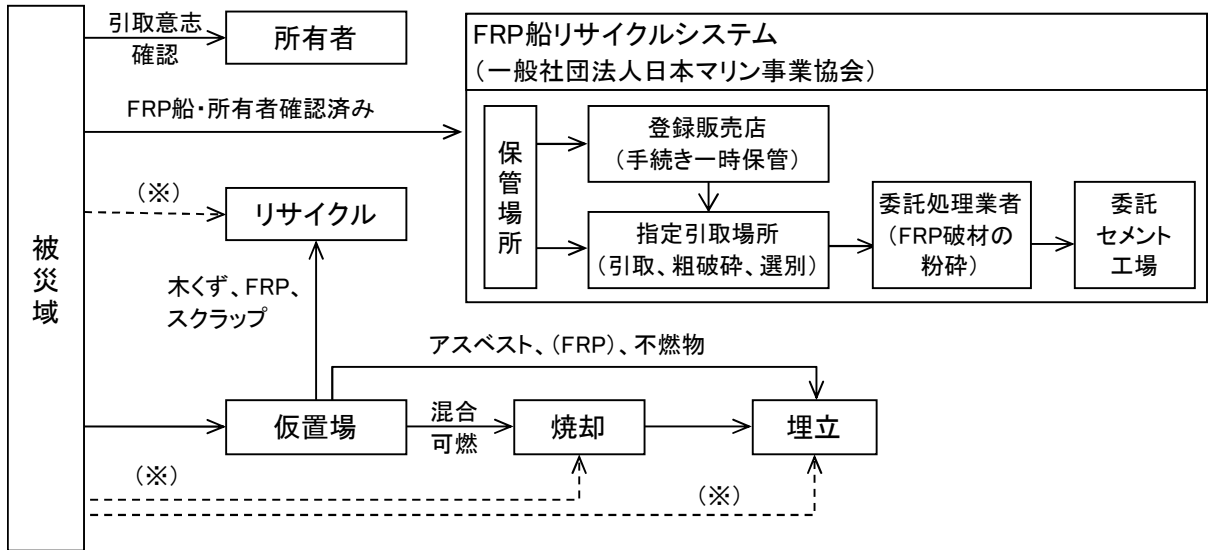 被災域
引取意志
確認
所有者
FRP船・所有者確認済み
(※)
リサイクル
木くず、FRP、
スクラップ
FRP船リサイクルシステム
(一般社団法人日本マリン事業協会)
保管場所
登録販売店
(手続き一時保管)
指定引取場所
(引取、粗破砕、選別)
委託処理業者
(FRP破材の
粉砕)
委託
セメント
工場
アスベスト、(FRP)、不燃物
仮置場
混合
可燃
焼却
埋立
(※)
(※)